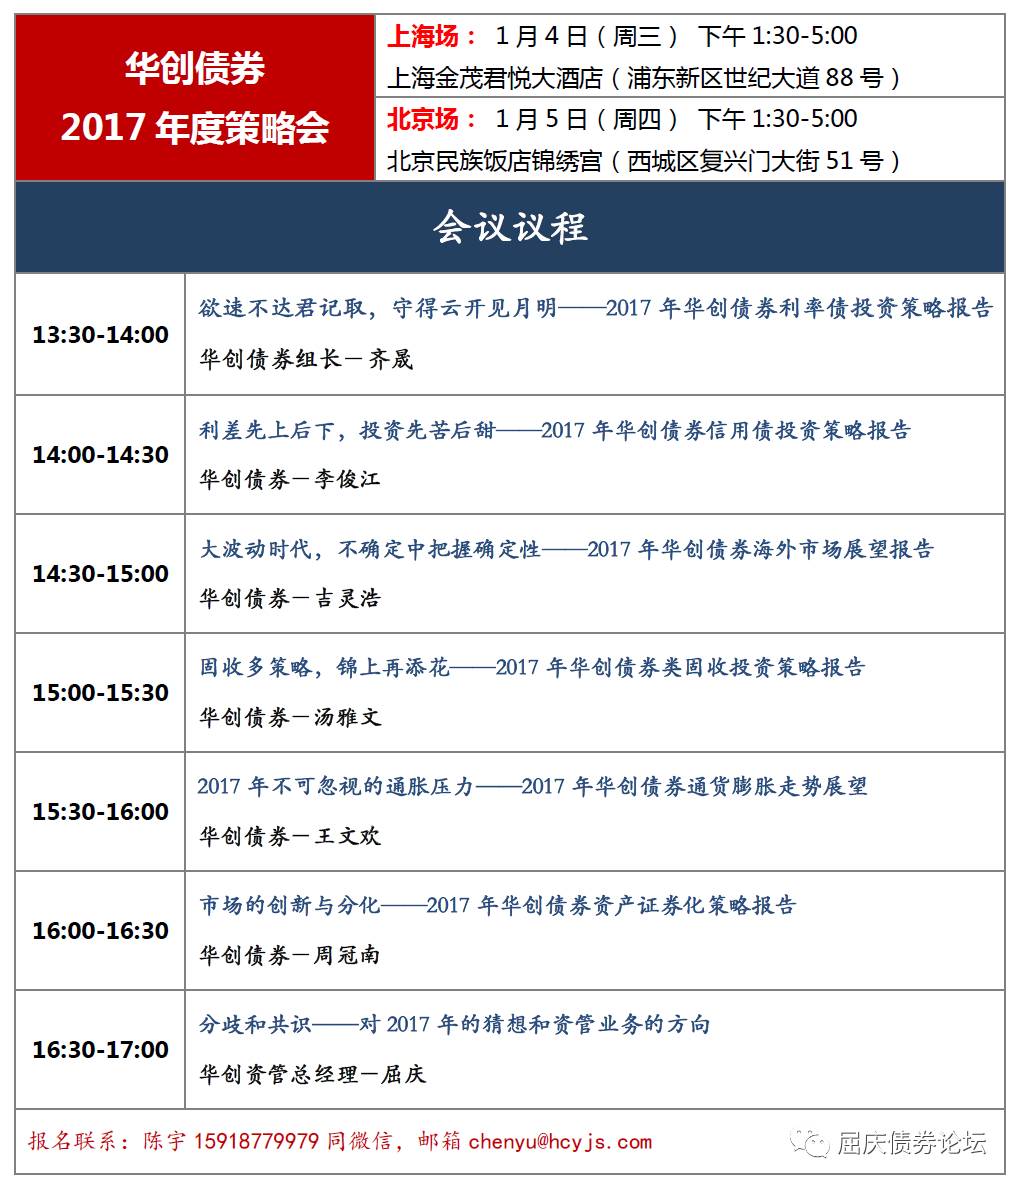 华创债券
2017 年度策略会
上海场： 1 月 4 日（周三） 下午 1:30-5:00
上海金茂君悦大酒店（浦东新区世纪大道 88 号）
北京场： 1 月 5 日（周四） 下午 1:30-5:00
北京民族饭店锦绣宫（西城区复兴门大街 51 号）
会议议程
13:30-14:00
欲速不达君记取，守得云开见月明——2017 年华创债券利率债投资策略报告
华创债券组长－齐晟
14:00-14:30
利差先上后下，投资先苦后甜——2017 年华创债券信用债投资策略报告
华创债券－李俊江
14:30-15:00
大波动时代，不确定中把握确定性——2017 年华创债券海外市场展望报告
华创债券－吉灵浩
15:00-15:30
固收多策略，锦上再添花——2017 年华创债券类固收投资策略报告
华创债券－汤雅文
15:30-16:00
2017 年不可忽视的通胀压力——2017 年华创债券通货膨胀走势展望
华创债券－王文欢
16:00-16:30
市场的创新与分化——2017 年华创债券资产证券化策略报告
华创债券－周冠南
16:30-17:00
分歧和共识——对 2017 年的猜想和资管业务的方向
华创资管总经理－屈庆
报名联系：陈宇 15918779979 同微信，邮箱 chenyu@hcyjs.com
屈庆债券论坛